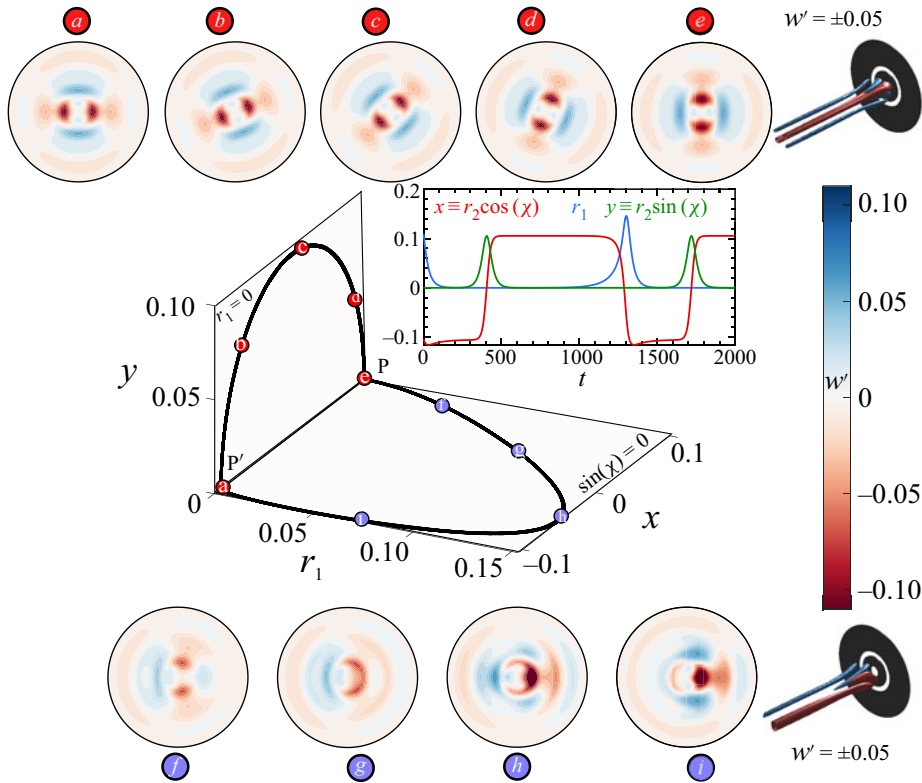 a b c d e
w′ = ±0.05
0.2
0.1
0
−0.1
x ≡ r₂cos (χ) r₁ y ≡ r₂sin (χ)
0 500 1000 1500 2000
t
0.10
0.05
0
−0.05
−0.10
w′
r₁ = 0
0.10
0.05
0
y
c
b
d
e
P
P′
a
f
g
h
i
sin(χ) = 0
0.1
0
−0.1
x
0.05
0.10
0.15
r₁
f g h i
w′ = ±0.05